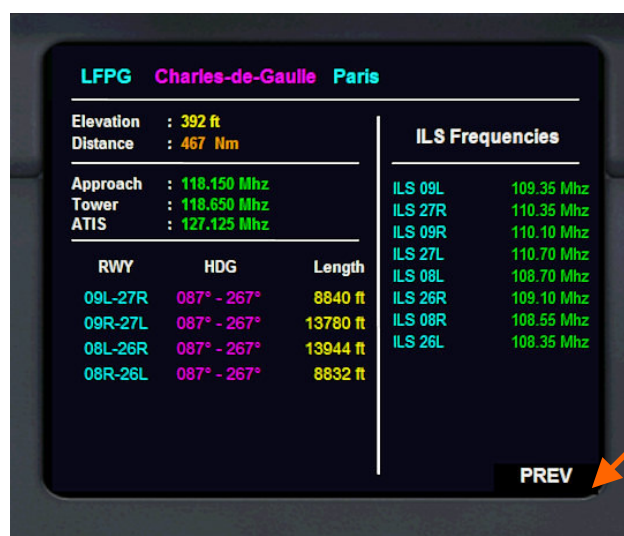 LFPG Charles-de-Gaulle Paris
Elevation : 392 ft
Distance : 467 Nm
Approach : 118.150 Mhz
Tower : 118.650 Mhz
ATIS : 127.125 Mhz
RWY HDG Length
09L-27R 087° - 267° 8840 ft
09R-27L 087° - 267° 13780 ft
08L-26R 087° - 267° 13944 ft
08R-26L 087° - 267° 8832 ft
ILS Frequencies
ILS 09L 109.35 Mhz
ILS 27R 110.35 Mhz
ILS 09R 110.10 Mhz
ILS 27L 110.70 Mhz
ILS 08L 108.70 Mhz
ILS 26R 109.10 Mhz
ILS 08R 108.55 Mhz
ILS 26L 108.35 Mhz
PREV